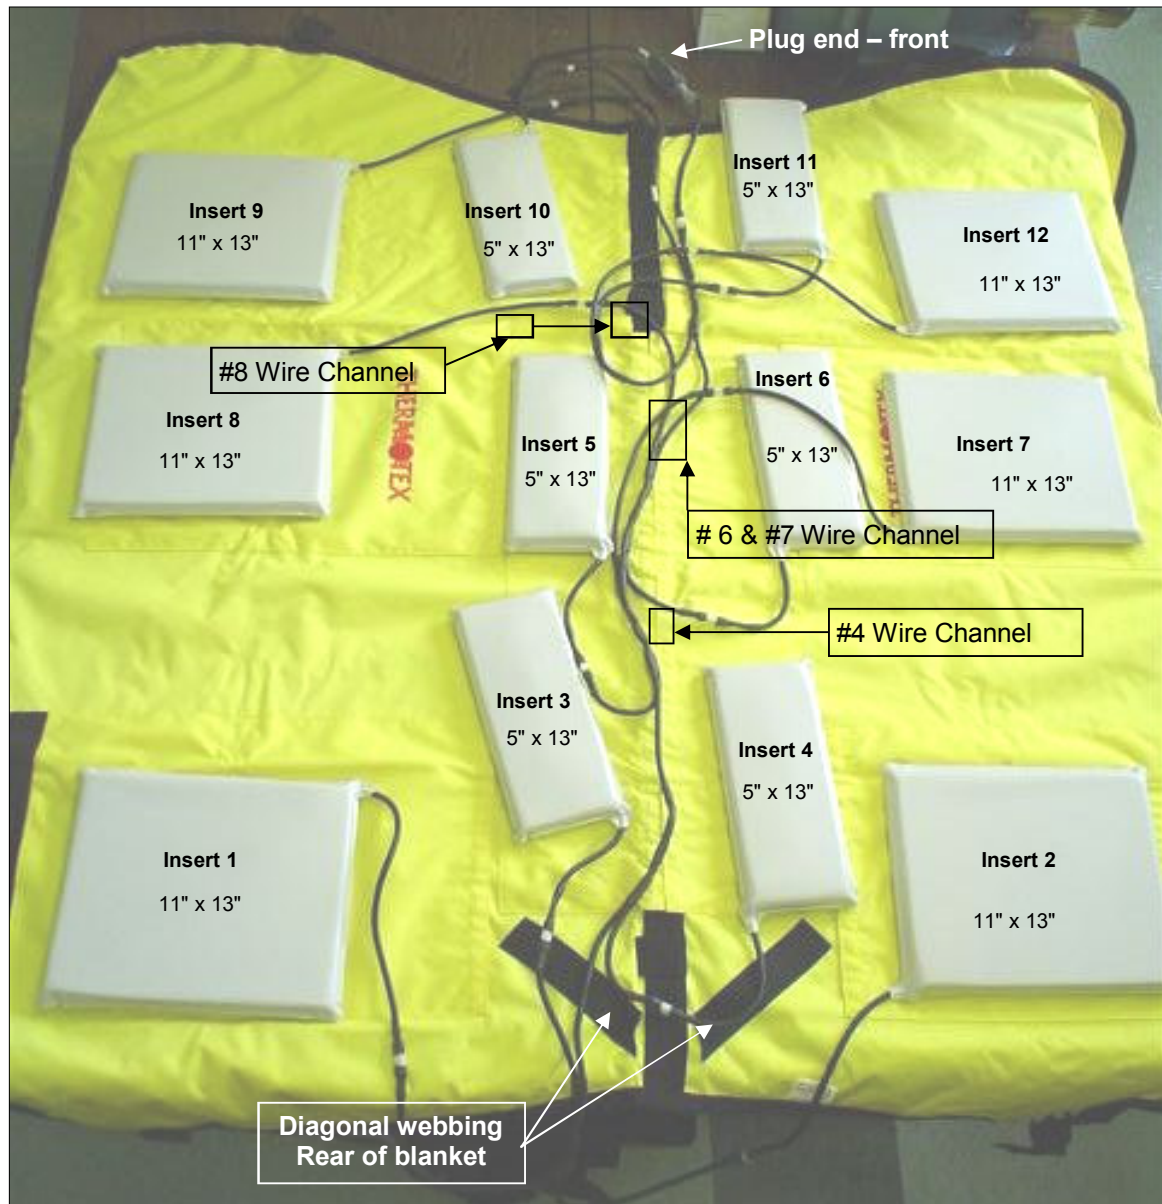 Plug end – front
Insert 11
5" x 13"
Insert 9
11" x 13"
Insert 10
5" x 13"
Insert 12
11" x 13"
#8 Wire Channel
Insert 8
11" x 13"
THERMOTEX
Insert 5
5" x 13"
Insert 6
5" x 13"
THERMOTEX
Insert 7
11" x 13"
# 6 & #7 Wire Channel
#4 Wire Channel
Insert 3
5" x 13"
Insert 4
5" x 13"
Insert 1
11" x 13"
Insert 2
11" x 13"
Diagonal webbing
Rear of blanket